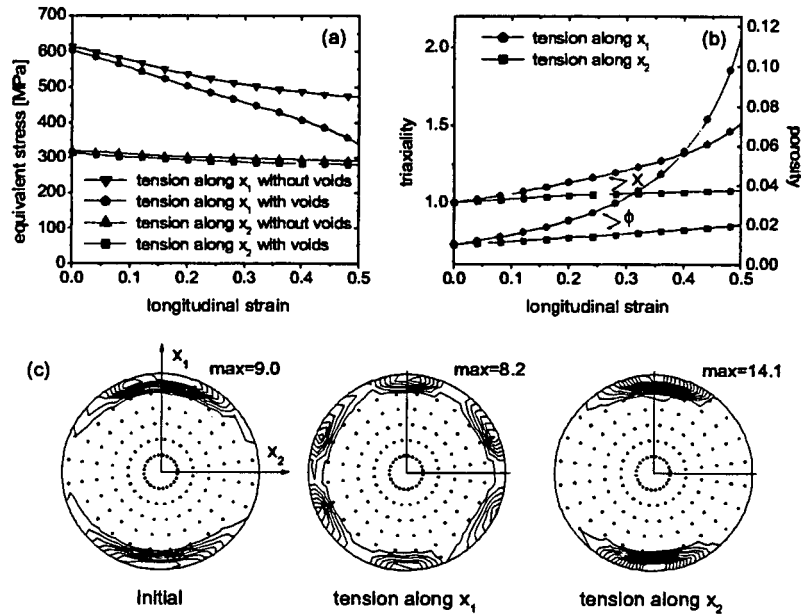 (a)
equivalent stress [MPa]
700
600
500
400
300
200
100
0
tension along x1 without voids
tension along x1 with voids
tension along x2 without voids
tension along x2 with voids
0.0 0.1 0.2 0.3 0.4 0.5
longitudinal strain
(b)
triaxiality
2.0
1.5
1.0
tension along x1
tension along x2
X
ϕ
0.12
0.10
0.08
0.06
0.04
0.02
0.00
porosity
0.0 0.1 0.2 0.3 0.4 0.5
longitudinal strain
(c)
x1
x2
max=9.0
max=8.2
max=14.1
initial
tension along x1
tension along x2